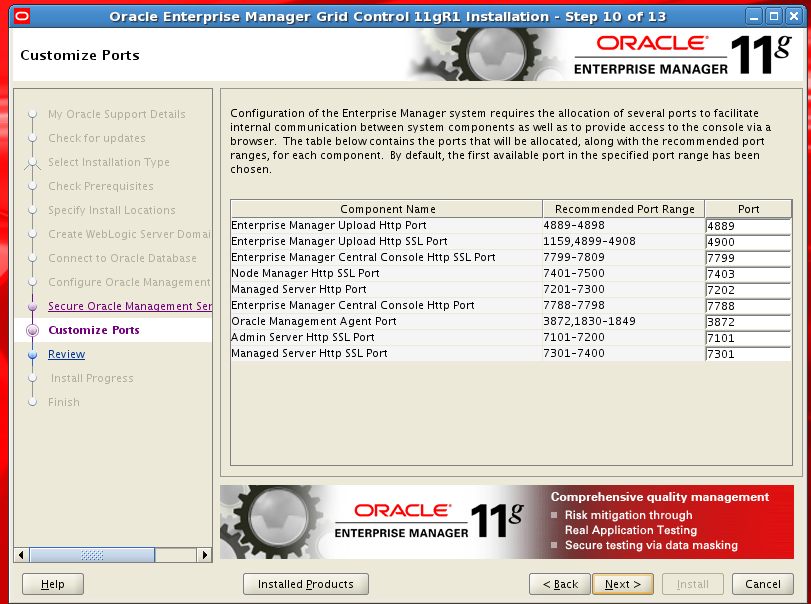 Oracle Enterprise Manager Grid Control 11gR1 Installation - Step 10 of 13
Customize Ports
ORACLE
ENTERPRISE MANAGER 11g
My Oracle Support Details
Check for updates
Select Installation Type
Check Prerequisites
Specify Install Locations
Create WebLogic Server Domai
Connect to Oracle Database
Configure Oracle Management
Secure Oracle Management Ser
Customize Ports
Review
Install Progress
Finish
Configuration of the Enterprise Manager system requires the allocation of several ports to facilitate
internal communication between system components as well as to provide access to the console via a
browser. The table below contains the ports that will be allocated, along with the recommended port
ranges, for each component. By default, the first available port in the specified port range has been
chosen.
Component Name Recommended Port Range Port
Enterprise Manager Upload Http Port 4889-4898 4889
Enterprise Manager Upload Http SSL Port 1159,4899-4908 4900
Enterprise Manager Central Console Http SSL Port 7799-7809 7799
Node Manager Http SSL Port 7401-7500 7403
Managed Server Http Port 7201-7300 7202
Enterprise Manager Central Console Http Port 7788-7798 7788
Oracle Management Agent Port 3872,1830-1849 3872
Admin Server Http SSL Port 7101-7200 7101
Managed Server Http SSL Port 7301-7400 7301
ORACLE
ENTERPRISE MANAGER 11g
Comprehensive quality management
Risk mitigation through
Real Application Testing
Secure testing via data masking
Help Installed Products < Back Next > Install Cancel